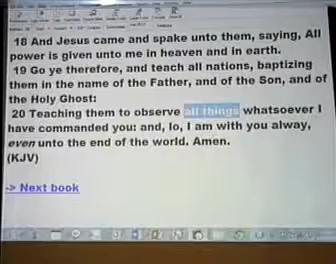 18 And Jesus came and spake unto them, saying, All
power is given unto me in heaven and in earth.
19 Go ye therefore, and teach all nations, baptizing
them in the name of the Father, and of the Son, and of
the Holy Ghost:
20 Teaching them to observe all things whatsoever I
have commanded you: and, lo, I am with you alway,
even unto the end of the world. Amen.
(KJV)
-> Next book